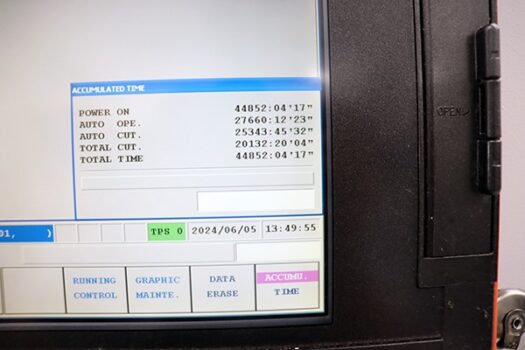 ACCUMULATED TIME
POWER ON 44852:04'17"
AUTO OPE. 27660:12'23"
AUTO CUT. 25343:45'32"
TOTAL CUT. 20132:20'04"
TOTAL TIME 44852:04'17"
01, ) TPS 0 2024/06/05 13:49:55
RUNNING CONTROL
GRAPHIC MAINTE.
DATA ERASE
ACCUMU. TIME
OPEN